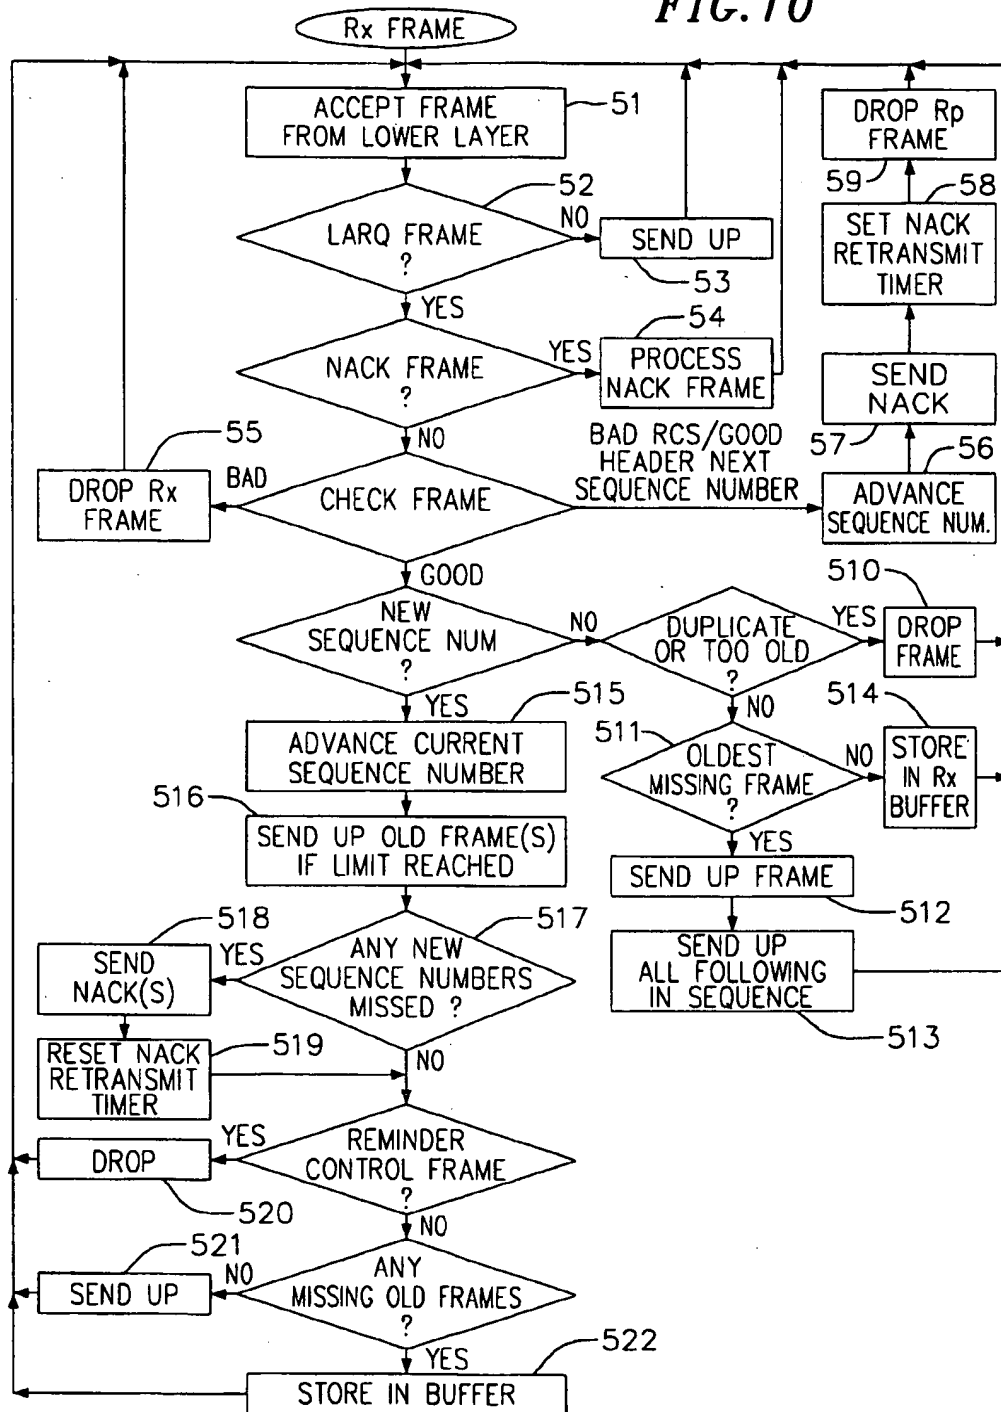 FIG. 10
Rx FRAME
ACCEPT FRAME
FROM LOWER LAYER
51
52
LARQ FRAME
?
NO
SEND UP
53
YES
NACK FRAME
?
YES
54
PROCESS
NACK FRAME
NO
CHECK FRAME
BAD
55
DROP Rx
FRAME
BAD RCS/GOOD
HEADER NEXT
SEQUENCE NUMBER
56
ADVANCE
SEQUENCE NUM.
57
SEND
NACK
58
SET NACK
RETRANSMIT
TIMER
59
DROP Rp
FRAME
GOOD
NEW
SEQUENCE NUM
?
NO
DUPLICATE
OR TOO OLD
?
YES
510
DROP
FRAME
NO
511
OLDEST
MISSING FRAME
?
NO
514
STORE
IN Rx
BUFFER
YES
SEND UP FRAME
512
SEND UP
ALL FOLLOWING
IN SEQUENCE
513
YES
515
ADVANCE CURRENT
SEQUENCE NUMBER
516
SEND UP OLD FRAME(S)
IF LIMIT REACHED
517
ANY NEW
SEQUENCE NUMBERS
MISSED ?
YES
518
SEND
NACK(S)
519
RESET NACK
RETRANSMIT
TIMER
NO
REMINDER
CONTROL FRAME
?
YES
DROP
520
NO
ANY
MISSING OLD FRAMES
?
NO
521
SEND UP
YES
522
STORE IN BUFFER